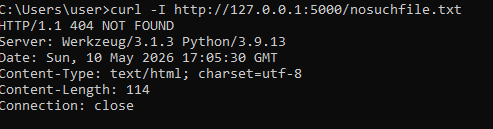 C:\Users\user>curl -I http://127.0.0.1:5000/nosuchfile.txt
HTTP/1.1 404 NOT FOUND
Server: Werkzeug/3.1.3 Python/3.9.13
Date: Sun, 10 May 2026 17:05:30 GMT
Content-Type: text/html; charset=utf-8
Content-Length: 114
Connection: close